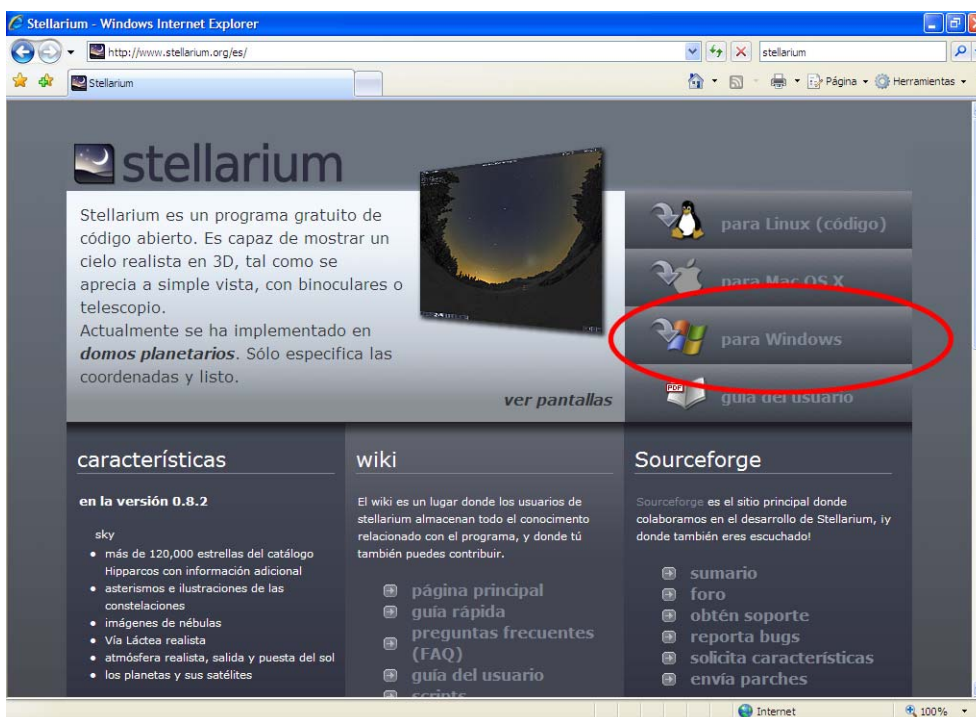 Stellarium - Windows Internet Explorer
http://www.stellarium.org/es/
stellarium
Stellarium
Página
Herramientas
stellarium
Stellarium es un programa gratuito de
código abierto. Es capaz de mostrar un
cielo realista en 3D, tal como se
aprecia a simple vista, con binoculares o
telescopio.
Actualmente se ha implementado en
domos planetarios. Sólo especifica las
coordenadas y listo.
ver pantallas
para Linux (código)
para Mac OS X
para Windows
PDF
guía del usuario
características
en la versión 0.8.2
sky
• más de 120,000 estrellas del catálogo
Hipparcos con información adicional
• asterismos e ilustraciones de las
constelaciones
• imágenes de nébulas
• Vía Láctea realista
• atmósfera realista, salida y puesta del sol
• los planetas y sus satélites
wiki
El wiki es un lugar donde los usuarios de
stellarium almacenan todo el conocimento
relacionado con el programa, y donde tú
también puedes contribuir.
página principal
guía rápida
preguntas frecuentes
(FAQ)
guía del usuario
scripts
Sourceforge
Sourceforge es el sitio principal donde
colaboramos en el desarrollo de Stellarium, ¡y
donde también eres escuchado!
sumario
foro
obtén soporte
reporta bugs
solicita características
envía parches
Internet
100%